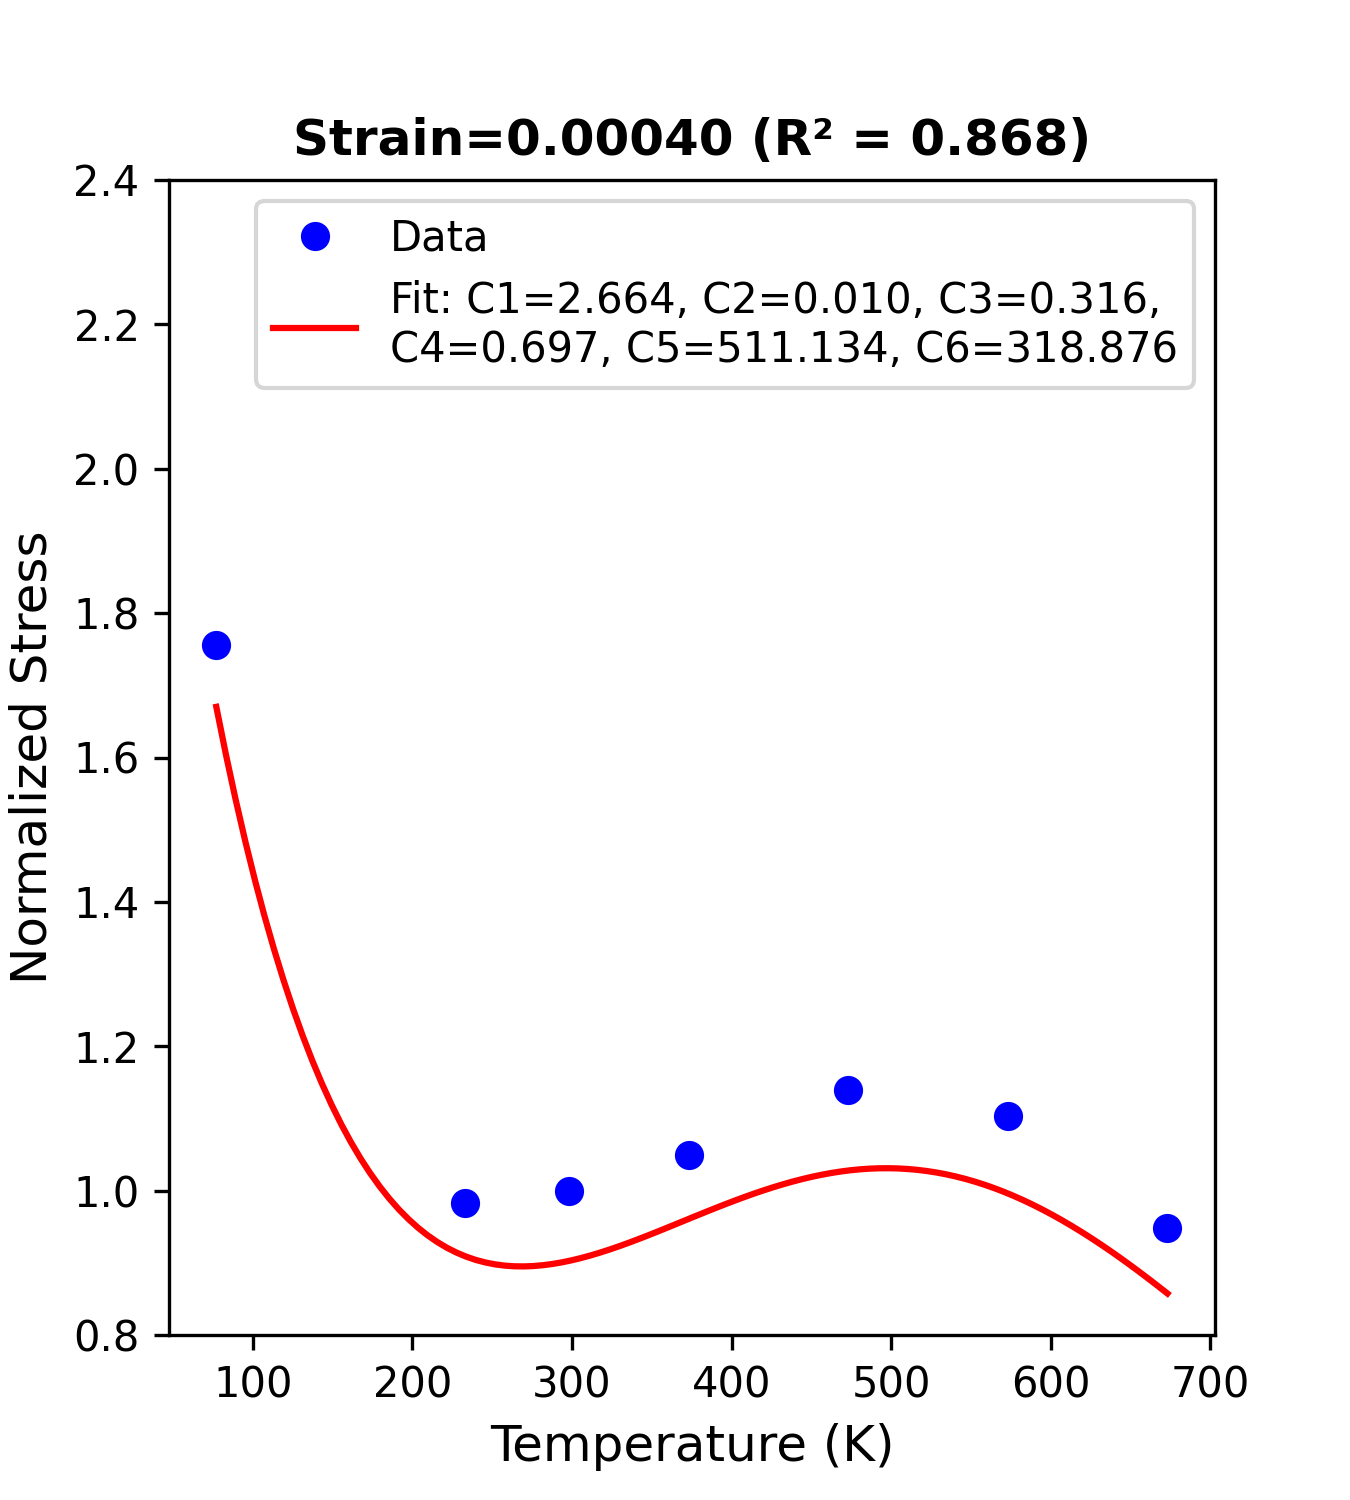 Strain=0.00040 (R² = 0.868)
Data
Fit: C1=2.664, C2=0.010, C3=0.316,
C4=0.697, C5=511.134, C6=318.876
Normalized Stress
2.4
2.2
2.0
1.8
1.6
1.4
1.2
1.0
0.8
100 200 300 400 500 600 700
Temperature (K)